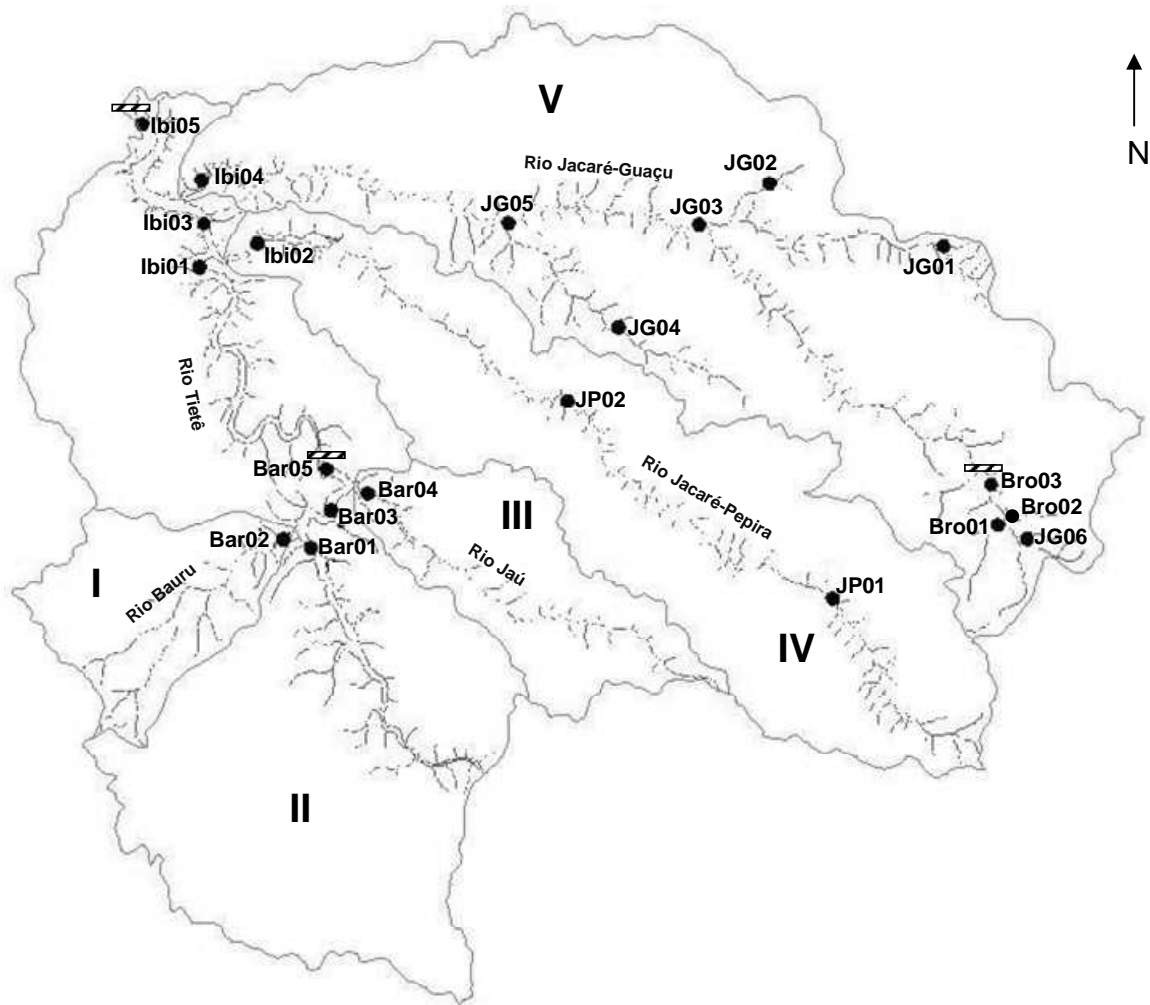 V
N
Ibi05
Ibi04
Rio Jacaré-Guaçu
JG02
Ibi03
JG05
JG03
Ibi02
JG01
Ibi01
JG04
Rio Tietê
JP02
Bar05
Rio Jacaré-Pepira
Bro03
Bar04
Bro02
Bar03
III
Bro01
JG06
Bar02
Bar01
Rio Jaú
I
Rio Bauru
JP01
IV
II